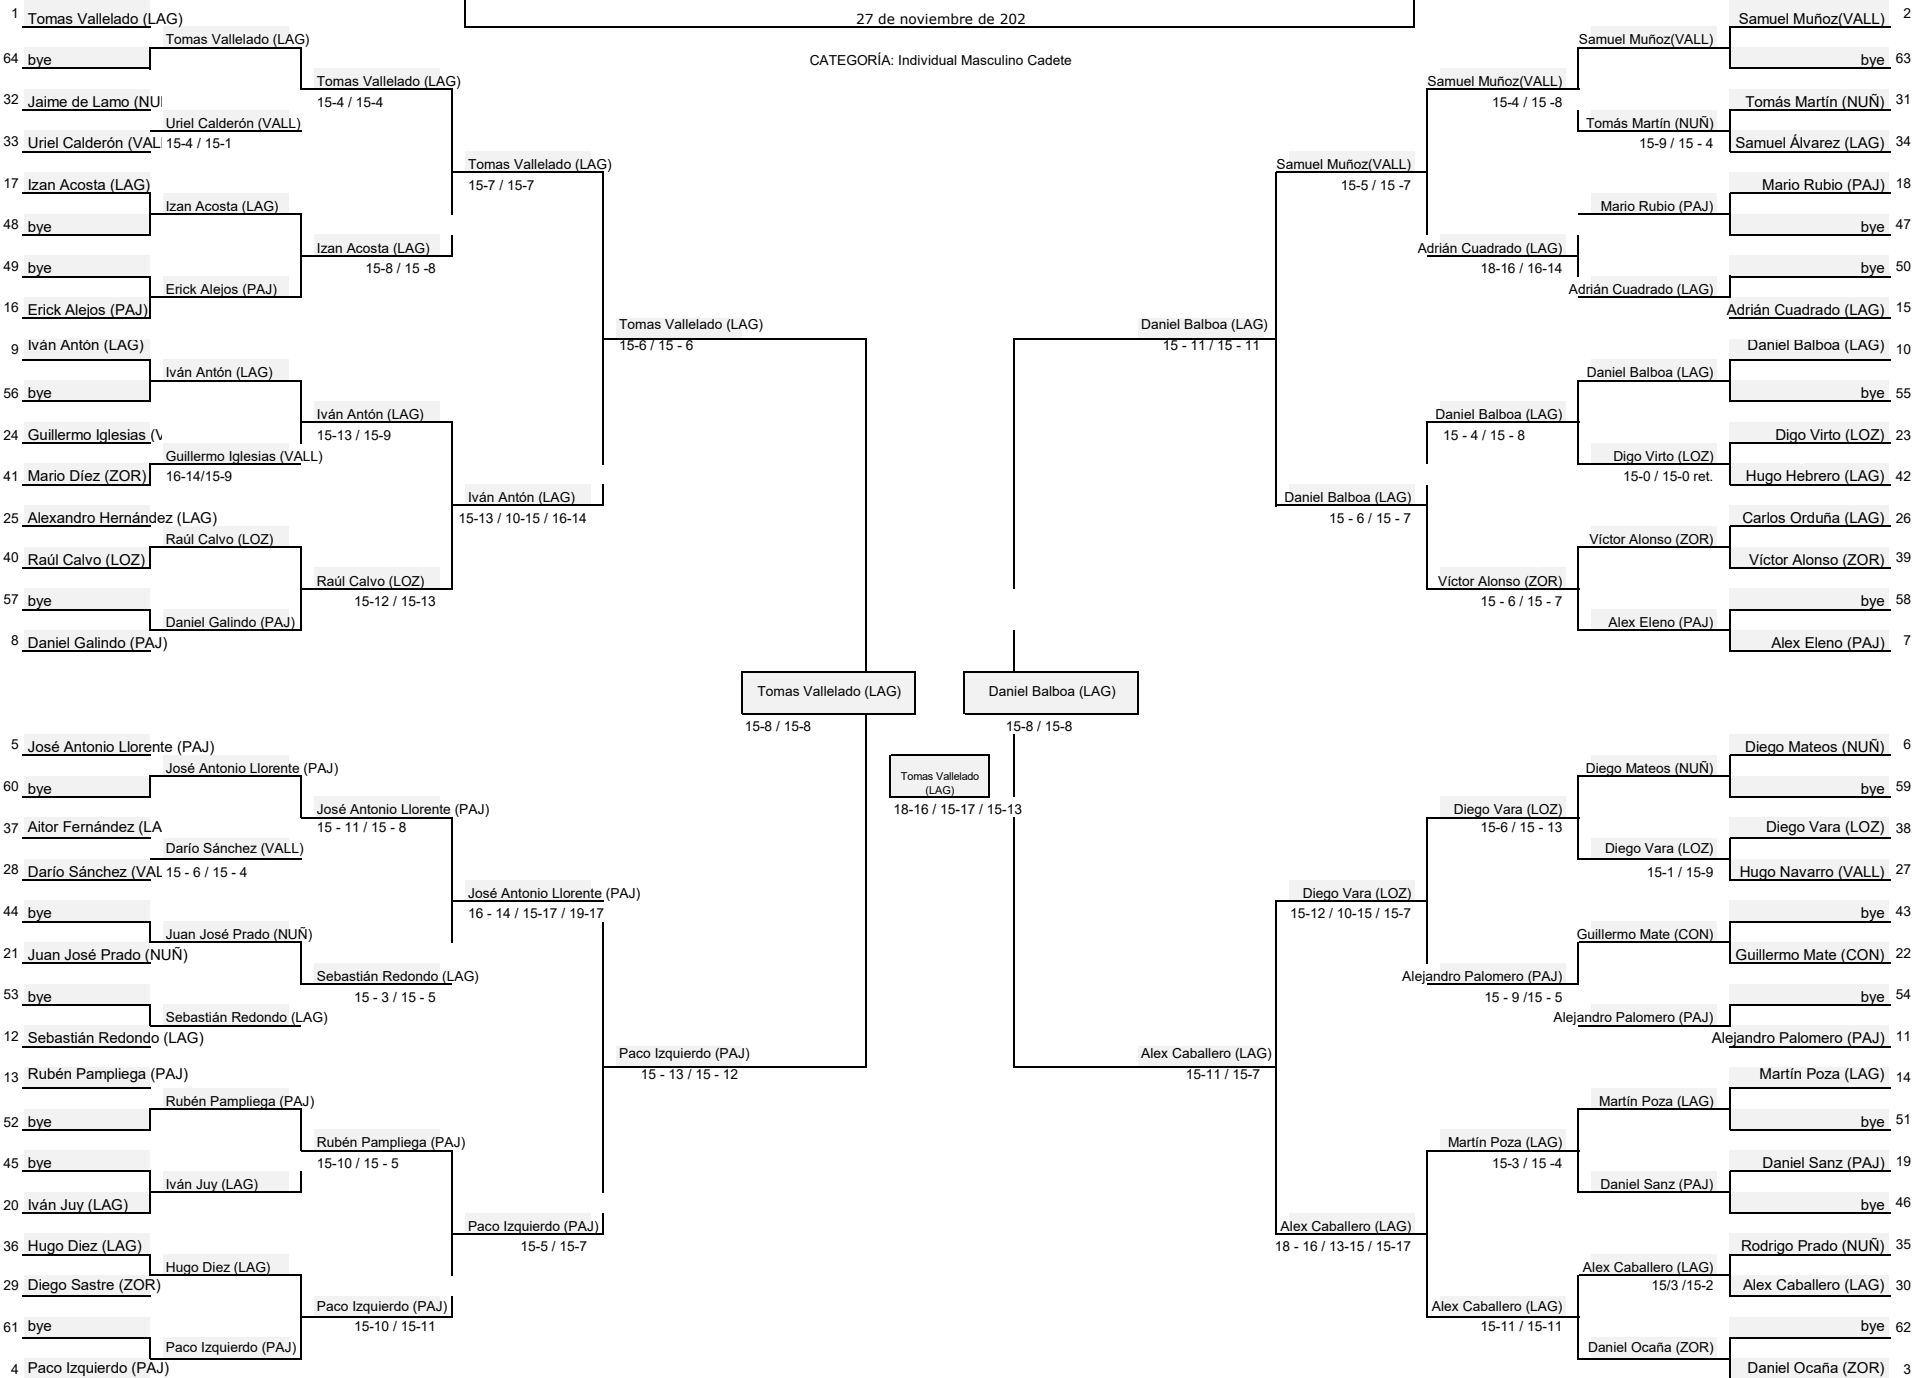 27 de noviembre de 202
CATEGORÍA: Individual Masculino Cadete
1 Tomas Vallelado (LAG)
64 bye
32 Jaime de Lamo (NU
33 Uriel Calderón (VAL
17 Izan Acosta (LAG)
48 bye
49 bye
16 Erick Alejos (PAJ)
9 Iván Antón (LAG)
56 bye
24 Guillermo Iglesias (V
41 Mario Díez (ZOR)
25 Alexandro Hernández (LAG)
40 Raúl Calvo (LOZ)
57 bye
8 Daniel Galindo (PAJ)
5 José Antonio Llorente (PAJ)
60 bye
37 Aitor Fernández (LA
28 Darío Sánchez (VAL
44 bye
21 Juan José Prado (NUÑ)
53 bye
12 Sebastián Redondo (LAG)
13 Rubén Pampliega (PAJ)
52 bye
45 bye
20 Iván Juy (LAG)
36 Hugo Diez (LAG)
29 Diego Sastre (ZOR)
61 bye
4 Paco Izquierdo (PAJ)
Tomas Vallelado (LAG)
Uriel Calderón (VALL)
15-4 / 15-1
Izan Acosta (LAG)
Erick Alejos (PAJ)
Iván Antón (LAG)
Guillermo Iglesias (VALL)
16-14/15-9
Raúl Calvo (LOZ)
Daniel Galindo (PAJ)
José Antonio Llorente (PAJ)
Darío Sánchez (VALL)
15 - 6 / 15 - 4
Juan José Prado (NUÑ)
Sebastián Redondo (LAG)
Rubén Pampliega (PAJ)
Iván Juy (LAG)
Hugo Diez (LAG)
Paco Izquierdo (PAJ)
Tomas Vallelado (LAG)
15-4 / 15-4
Izan Acosta (LAG)
15-8 / 15 -8
Iván Antón (LAG)
15-13 / 15-9
Raúl Calvo (LOZ)
15-12 / 15-13
José Antonio Llorente (PAJ)
15 - 11 / 15 - 8
Sebastián Redondo (LAG)
15 - 3 / 15 - 5
Rubén Pampliega (PAJ)
15-10 / 15 - 5
Paco Izquierdo (PAJ)
15-10 / 15-11
Tomas Vallelado (LAG)
15-7 / 15-7
Iván Antón (LAG)
15-13 / 10-15 / 16-14
José Antonio Llorente (PAJ)
16 - 14 / 15-17 / 19-17
Paco Izquierdo (PAJ)
15-5 / 15-7
Tomas Vallelado (LAG)
15-6 / 15 - 6
Paco Izquierdo (PAJ)
15 - 13 / 15 - 12
Tomas Vallelado (LAG)
15-8 / 15-8
Tomas Vallelado
(LAG)
18-16 / 15-17 / 15-13
Daniel Balboa (LAG)
15-8 / 15-8
Daniel Balboa (LAG)
15 - 11 / 15 - 11
Alex Caballero (LAG)
15-11 / 15-7
Samuel Muñoz(VALL)
15-5 / 15 -7
Daniel Balboa (LAG)
15 - 6 / 15 - 7
Diego Vara (LOZ)
15-12 / 10-15 / 15-7
Alex Caballero (LAG)
18 - 16 / 13-15 / 15-17
Samuel Muñoz(VALL)
15-4 / 15 -8
Adrián Cuadrado (LAG)
18-16 / 16-14
Daniel Balboa (LAG)
15 - 4 / 15 - 8
Víctor Alonso (ZOR)
15 - 6 / 15 - 7
Diego Vara (LOZ)
15-6 / 15 - 13
Alejandro Palomero (PAJ)
15 - 9 /15 - 5
Martín Poza (LAG)
15-3 / 15 -4
Alex Caballero (LAG)
15-11 / 15-11
Samuel Muñoz(VALL)
Tomás Martín (NUÑ)
15-9 / 15 - 4
Mario Rubio (PAJ)
Adrián Cuadrado (LAG)
Daniel Balboa (LAG)
Digo Virto (LOZ)
15-0 / 15-0 ret.
Víctor Alonso (ZOR)
Alex Eleno (PAJ)
Diego Mateos (NUÑ)
Diego Vara (LOZ)
15-1 / 15-9
Guillermo Mate (CON)
Alejandro Palomero (PAJ)
Martín Poza (LAG)
Daniel Sanz (PAJ)
Alex Caballero (LAG)
15/3 /15-2
Daniel Ocaña (ZOR)
Samuel Muñoz(VALL) 2
bye 63
Tomás Martín (NUÑ) 31
Samuel Álvarez (LAG) 34
Mario Rubio (PAJ) 18
bye 47
bye 50
Adrián Cuadrado (LAG) 15
Daniel Balboa (LAG) 10
bye 55
Digo Virto (LOZ) 23
Hugo Hebrero (LAG) 42
Carlos Orduña (LAG) 26
Víctor Alonso (ZOR) 39
bye 58
Alex Eleno (PAJ) 7
Diego Mateos (NUÑ) 6
bye 59
Diego Vara (LOZ) 38
Hugo Navarro (VALL) 27
bye 43
Guillermo Mate (CON) 22
bye 54
Alejandro Palomero (PAJ) 11
Martín Poza (LAG) 14
bye 51
Daniel Sanz (PAJ) 19
bye 46
Rodrigo Prado (NUÑ) 35
Alex Caballero (LAG) 30
bye 62
Daniel Ocaña (ZOR) 3